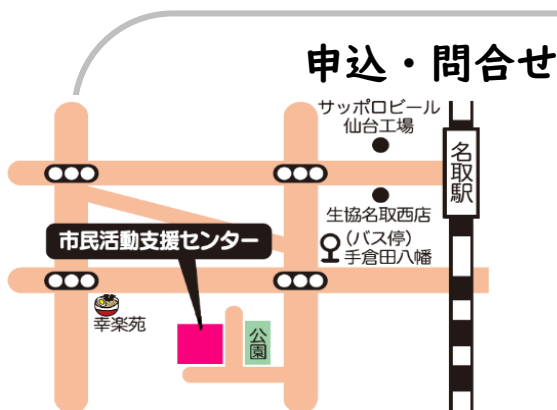 申込・問合せ
サッポロビール
仙台工場
名取駅
生協名取西店
(バス停)
手倉田八幡
市民活動支援センター
幸楽苑
公園